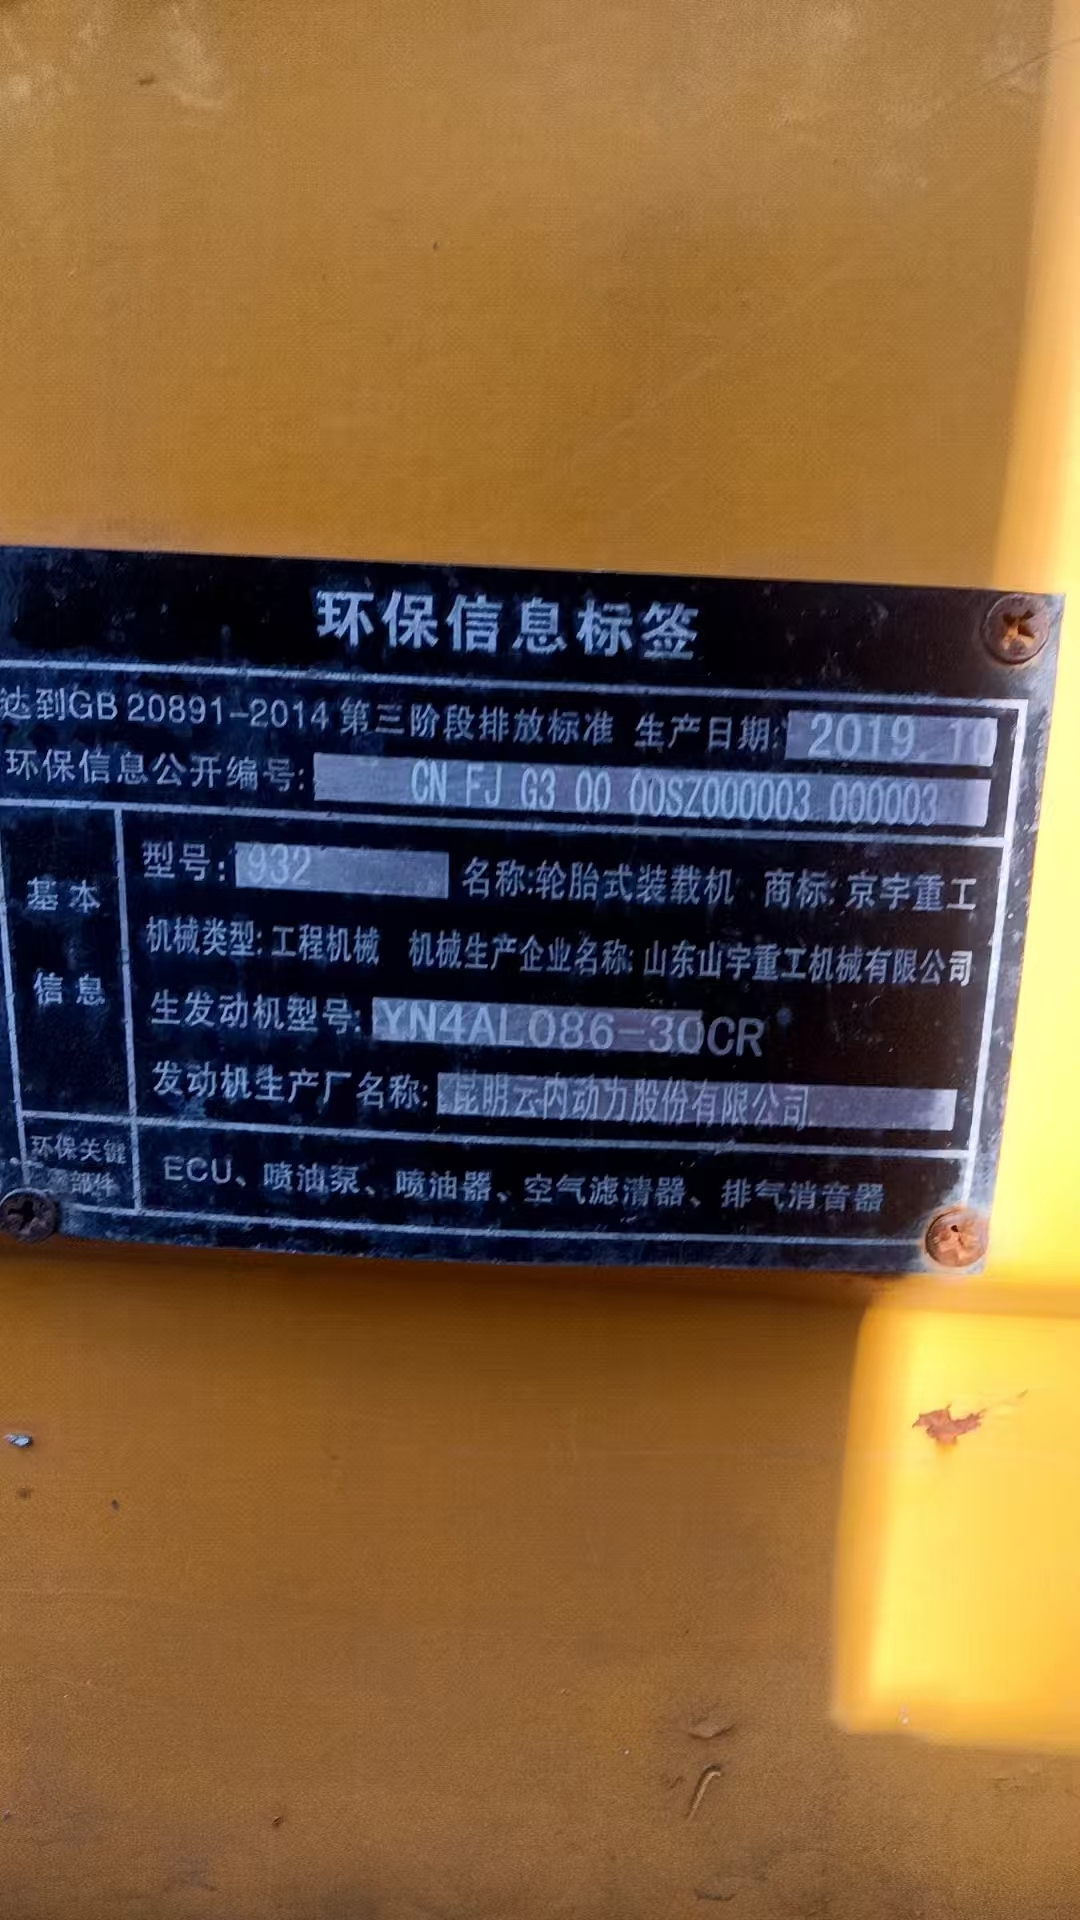 环保信息标签
达到GB 20891-2014 第三阶段排放标准 生产日期: 2019.10
环保信息公开编号: CN FJ G3 00 00SZ000003 000003
基本信息
型号: 932 名称:轮胎式装载机 商标: 京宇重工
机械类型: 工程机械 机械生产企业名称: 山东山宇重工机械有限公司
生发动机型号: YN4AL086-30CR
发动机生产厂名称: 昆明云内动力股份有限公司
环保关键部件
ECU、喷油泵、喷油器、空气滤清器、排气消音器